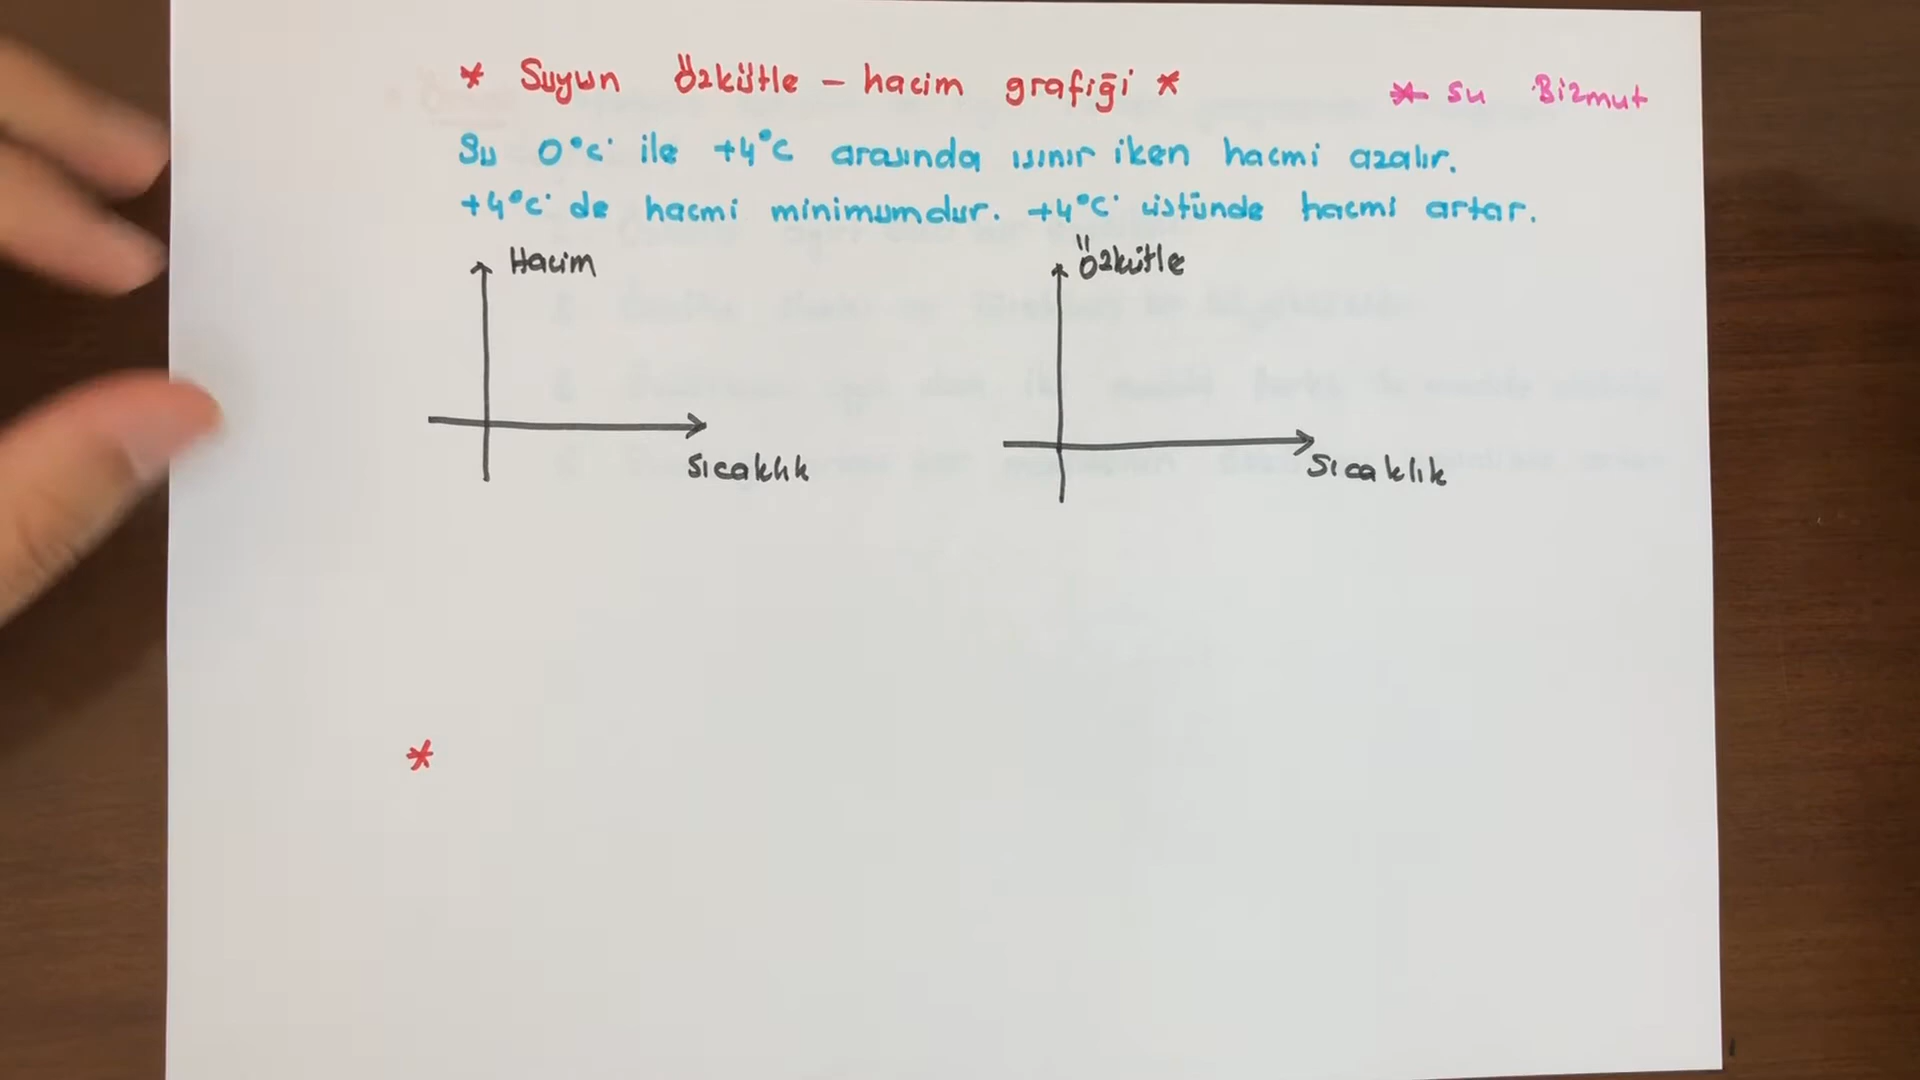 * Suyun Özkütle - hacim grafiği *
* Su Bizmut
Su 0°C ile +4°C arasında ısınır iken hacmi azalır.
+4°C de hacmi minimumdur. +4°C üstünde hacmi artar.
Hacim
Özkütle
Sıcaklık
Sıcaklık
*